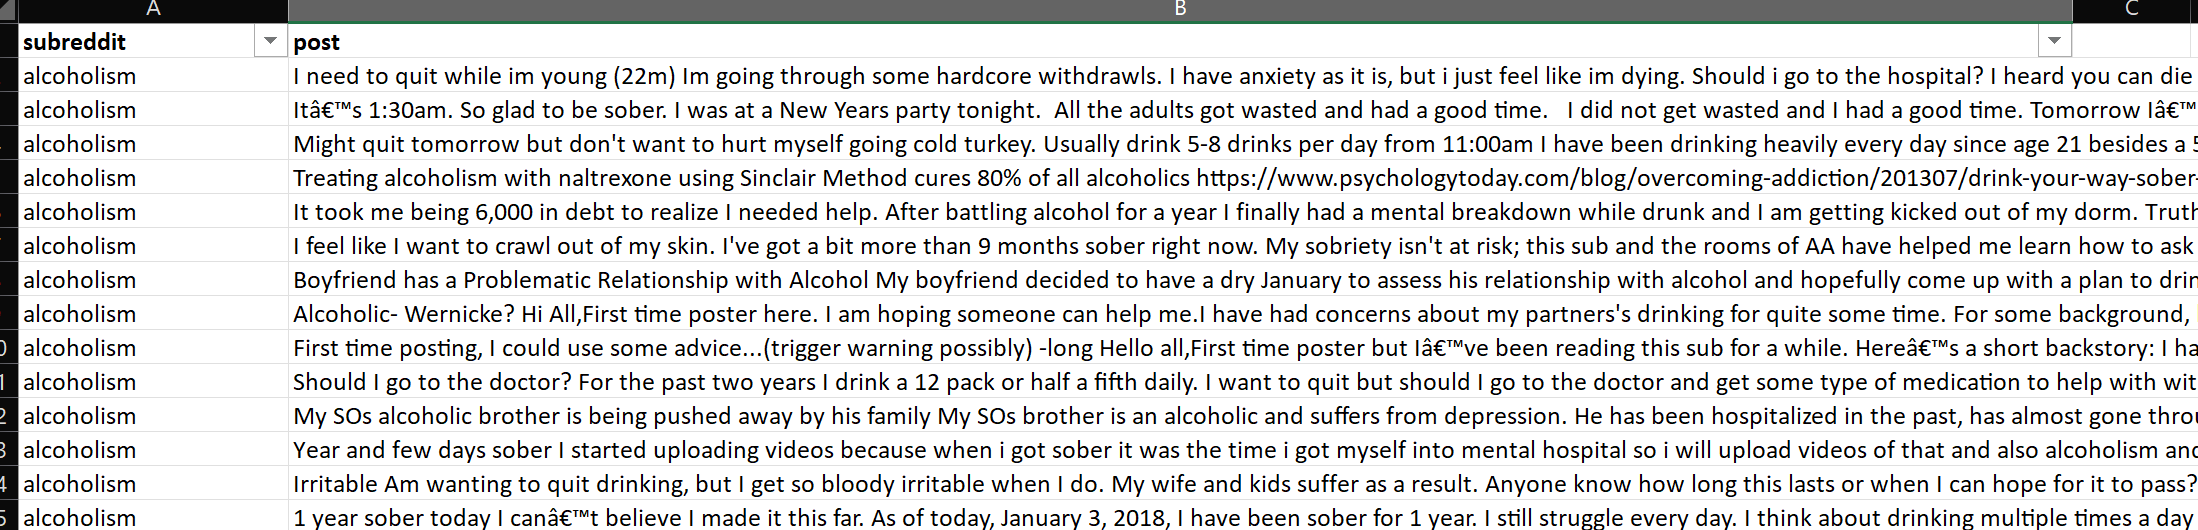 A B C
subreddit post
alcoholism I need to quit while im young (22m) Im going through some hardcore withdrawls. I have anxiety as it is, but i just feel like im dying. Should i go to the hospital? I heard you can die
alcoholism Itâ€™s 1:30am. So glad to be sober. I was at a New Years party tonight.  All the adults got wasted and had a good time.   I did not get wasted and I had a good time. Tomorrow Iâ€™
alcoholism Might quit tomorrow but don't want to hurt myself going cold turkey. Usually drink 5-8 drinks per day from 11:00am I have been drinking heavily every day since age 21 besides a 5
alcoholism Treating alcoholism with naltrexone using Sinclair Method cures 80% of all alcoholics https://www.psychologytoday.com/blog/overcoming-addiction/201307/drink-your-way-sober-
alcoholism It took me being 6,000 in debt to realize I needed help. After battling alcohol for a year I finally had a mental breakdown while drunk and I am getting kicked out of my dorm. Truth
alcoholism I feel like I want to crawl out of my skin. I've got a bit more than 9 months sober right now. My sobriety isn't at risk; this sub and the rooms of AA have helped me learn how to ask
alcoholism Boyfriend has a Problematic Relationship with Alcohol My boyfriend decided to have a dry January to assess his relationship with alcohol and hopefully come up with a plan to drin
alcoholism Alcoholic- Wernicke? Hi All,First time poster here. I am hoping someone can help me.I have had concerns about my partners's drinking for quite some time. For some background,
0 alcoholism First time posting, I could use some advice...(trigger warning possibly) -long Hello all,First time poster but Iâ€™ve been reading this sub for a while. Hereâ€™s a short backstory: I ha
1 alcoholism Should I go to the doctor? For the past two years I drink a 12 pack or half a fifth daily. I want to quit but should I go to the doctor and get some type of medication to help with wit
2 alcoholism My SOs alcoholic brother is being pushed away by his family My SOs brother is an alcoholic and suffers from depression. He has been hospitalized in the past, has almost gone throu
3 alcoholism Year and few days sober I started uploading videos because when i got sober it was the time i got myself into mental hospital so i will upload videos of that and also alcoholism and
4 alcoholism Irritable Am wanting to quit drinking, but I get so bloody irritable when I do. My wife and kids suffer as a result. Anyone know how long this lasts or when I can hope for it to pass?
5 alcoholism 1 year sober today I canâ€™t believe I made it this far. As of today, January 3, 2018, I have been sober for 1 year. I still struggle every day. I think about drinking multiple times a day